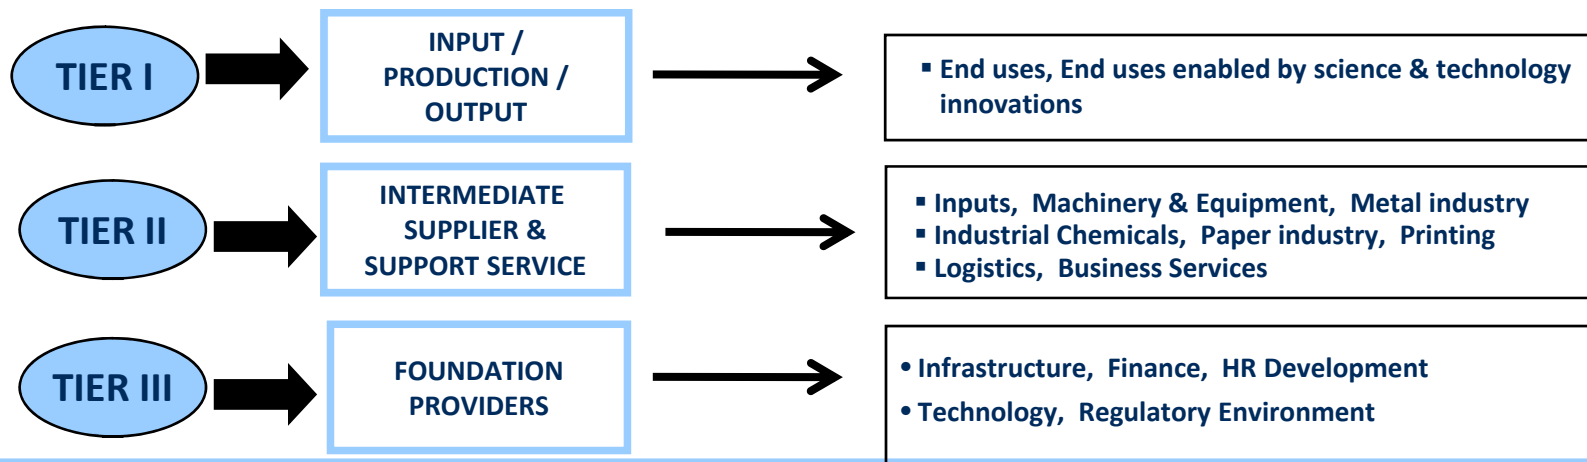 TIER I
INPUT /
PRODUCTION /
OUTPUT
▪ End uses, End uses enabled by science & technology
innovations
TIER II
INTERMEDIATE
SUPPLIER &
SUPPORT SERVICE
▪ Inputs, Machinery & Equipment, Metal industry
▪ Industrial Chemicals, Paper industry, Printing
▪ Logistics, Business Services
TIER III
FOUNDATION
PROVIDERS
• Infrastructure, Finance, HR Development
• Technology, Regulatory Environment